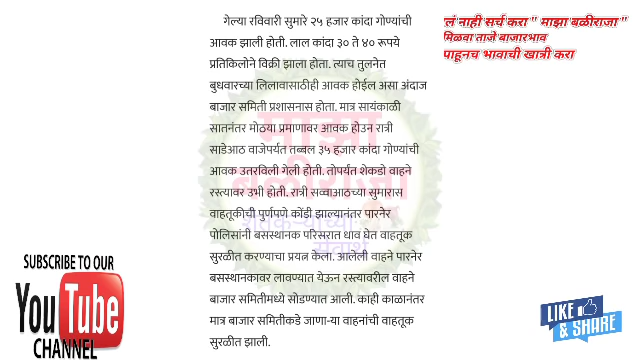 गेल्या रविवारी सुमारे २५ हजार कांदा गोण्यांची
आवक झाली होती. लाल कांदा ३० ते ४० रूपये
प्रतिकिलोने विक्री झाला होता. त्याच तुलनेत
बुधवारच्या लिलावासाठीही आवक होईल असा अंदाज
बाजार समिती प्रशासनास होता. मात्र सायंकाळी
सातनंतर मोठया प्रमाणावर आवक होउन रात्री
साडेआठ वाजेपर्यत तब्बल ३५ हजार कांदा गोण्यांची
आवक उतरविली गेली होती. तोपर्यंत शेकडो वाहने
रस्त्यावर उभी होती. रात्री सव्वाआठच्या सुमारास
वाहतूकीची पुर्णपणे कोंडी झाल्यानंतर पारनेर
पोलिसांनी बसस्थानक परिसरात धाव घेत वाहतूक
सुरळीत करण्याचा प्रयत्न केला. आलेली वाहने पारनेर
बसस्थानकावर लावण्यात येऊन रस्त्यावरील वाहने
बाजार समितीमध्ये सोडण्यात आली. काही काळानंतर
मात्र बाजार समितीकडे जाणा-या वाहनांची वाहतूक
सुरळीत झाली.
माझा
बळीराजा
शेतकऱ्यांच्या
सेवार्थ
'लं नाही सर्च करा " माझा बळीराजा "
मिळवा ताजे बाजारभाव
पाहूनच भावाची खात्री करा
SUBSCRIBE TO OUR
YouTube
CHANNEL
LIKE
& SHARE